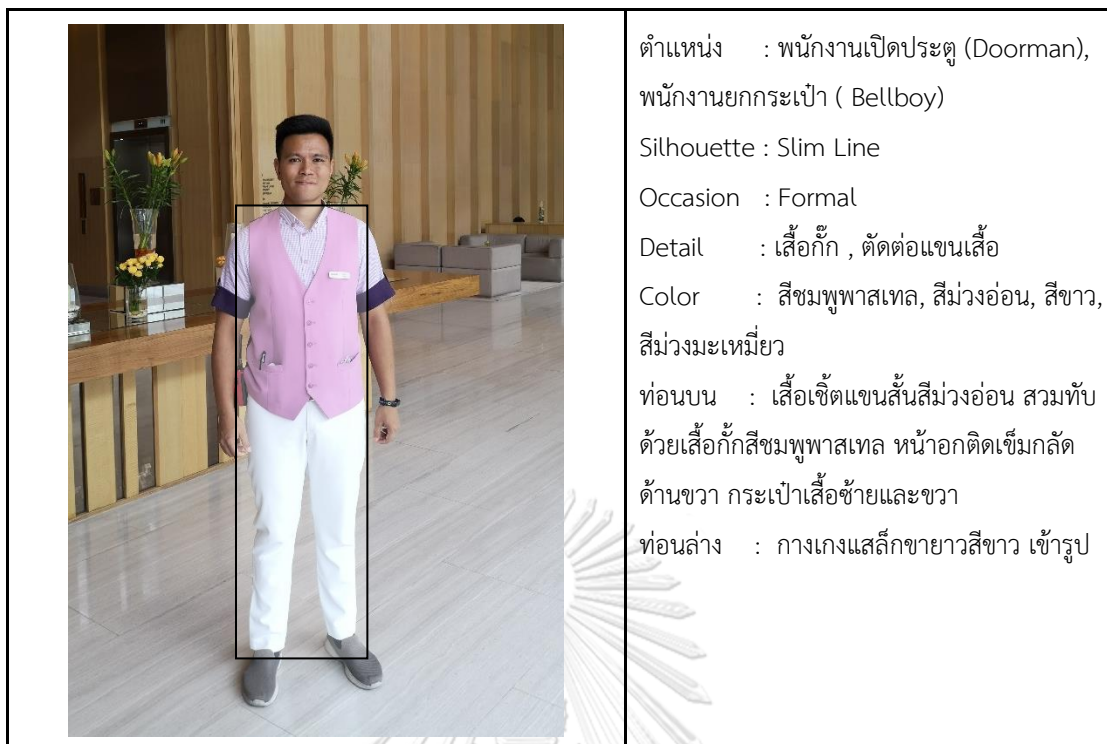 ตำแหน่ง : พนักงานเปิดประตู (Doorman),
พนักงานยกกระเป๋า ( Bellboy)
Silhouette : Slim Line
Occasion : Formal
Detail : เสื้อกั๊ก , ตัดต่อแขนเสื้อ
Color : สีชมพูพาสเทล, สีม่วงอ่อน, สีขาว,
สีม่วงมะเหมี่ยว
ท่อนบน : เสื้อเชิ้ตแขนสั้นสีม่วงอ่อน สวมทับ
ด้วยเสื้อกั้กสีชมพูพาสเทล หน้าอกติดเข็มกลัด
ด้านขวา กระเป๋าเสื้อซ้ายและขวา
ท่อนล่าง : กางเกงแสล็กขายาวสีขาว เข้ารูป